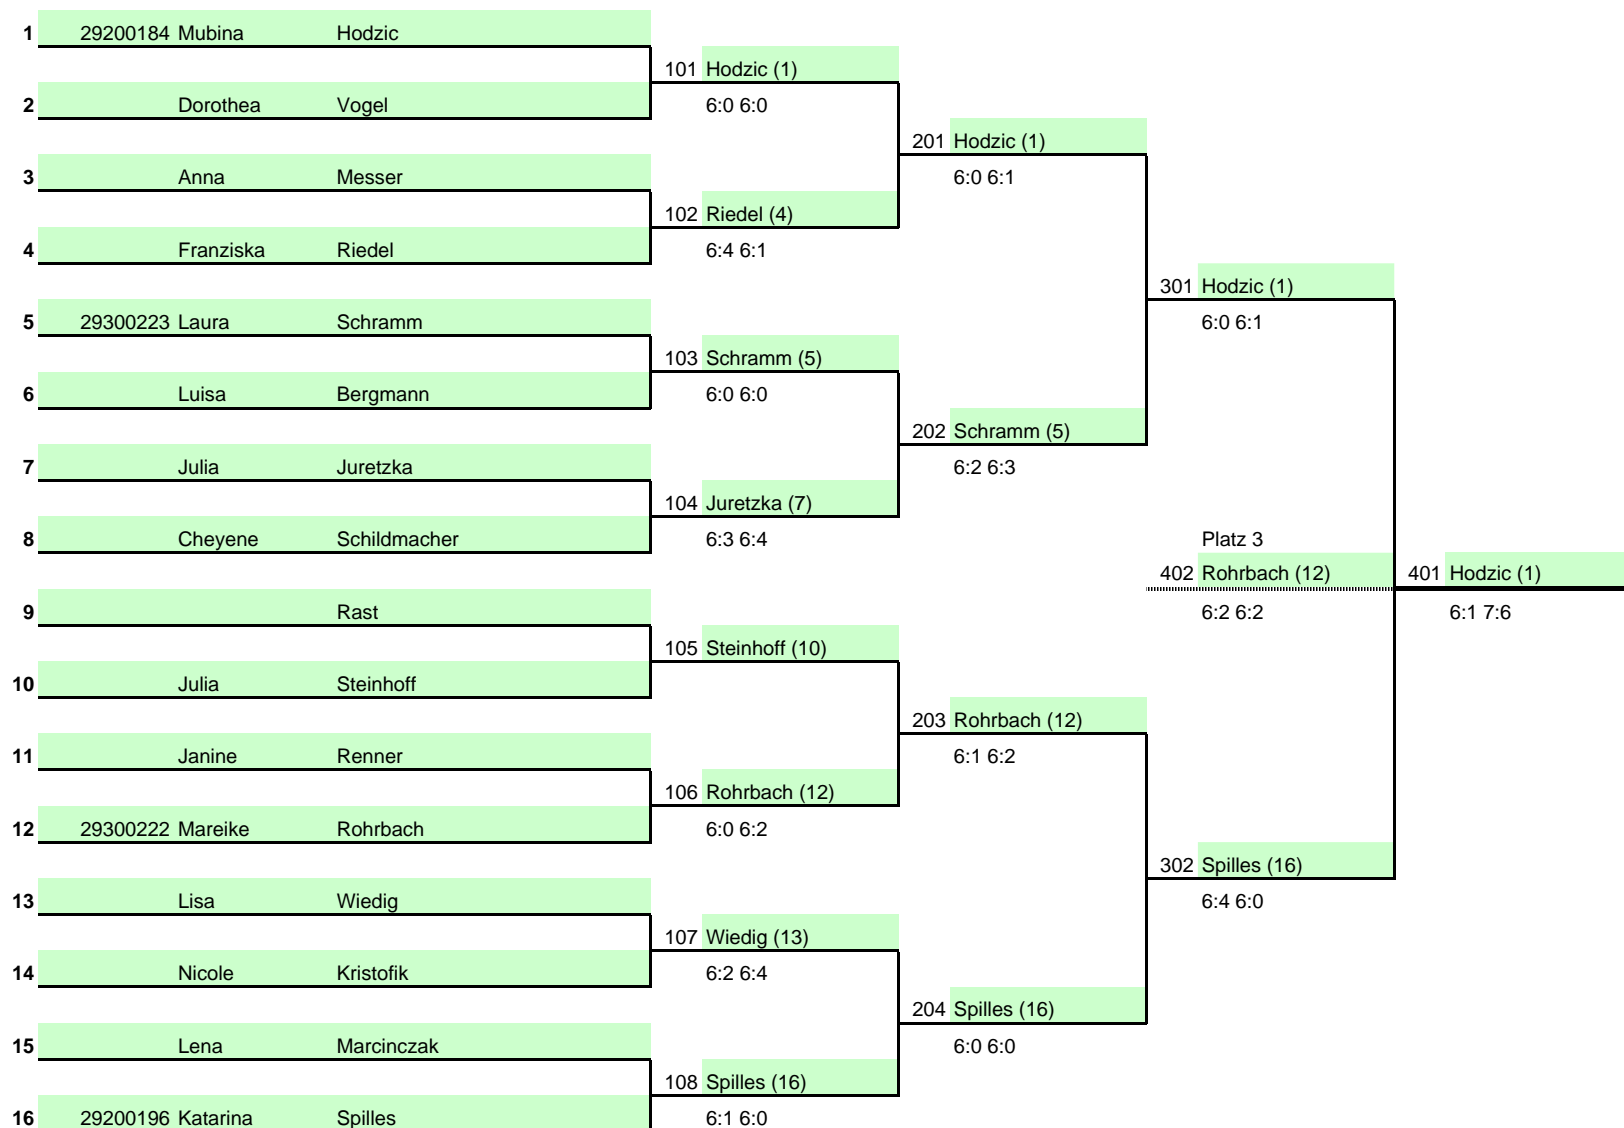 1 29200184 Mubina Hodzic
101 Hodzic (1)
2 Dorothea Vogel 6:0 6:0
201 Hodzic (1)
3 Anna Messer 6:0 6:1
102 Riedel (4)
4 Franziska Riedel 6:4 6:1
301 Hodzic (1)
5 29300223 Laura Schramm 6:0 6:1
103 Schramm (5)
6 Luisa Bergmann 6:0 6:0
202 Schramm (5)
7 Julia Juretzka 6:2 6:3
104 Juretzka (7)
8 Cheyene Schildmacher 6:3 6:4 Platz 3
402 Rohrbach (12) 401 Hodzic (1)
9 Rast 6:2 6:2 6:1 7:6
105 Steinhoff (10)
10 Julia Steinhoff
203 Rohrbach (12)
11 Janine Renner 6:1 6:2
106 Rohrbach (12)
12 29300222 Mareike Rohrbach 6:0 6:2
302 Spilles (16)
13 Lisa Wiedig 6:4 6:0
107 Wiedig (13)
14 Nicole Kristofik 6:2 6:4
204 Spilles (16)
15 Lena Marcinczak 6:0 6:0
108 Spilles (16)
16 29200196 Katarina Spilles 6:1 6:0